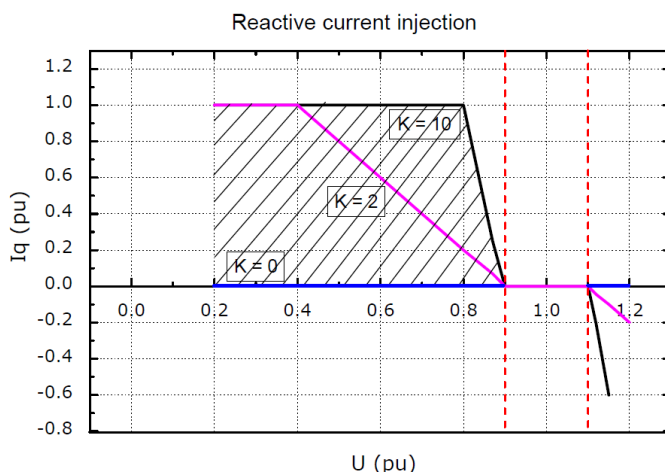 Reactive current injection
Iq (pu)
1.2
1.0
0.8
0.6
0.4
0.2
0.0
-0.2
-0.4
-0.6
-0.8
K = 10
K = 2
K = 0
0.0 0.2 0.4 0.6 0.8 1.0 1.2
U (pu)